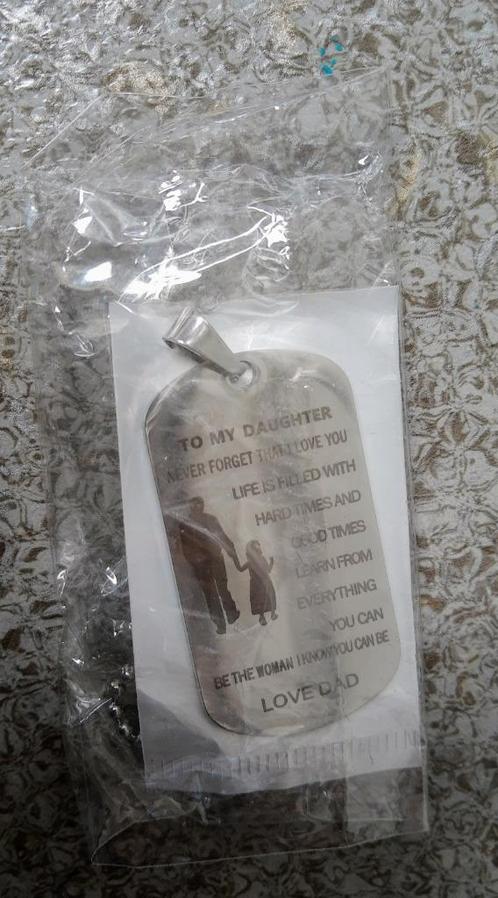 TO MY DAUGHTER
NEVER FORGET THAT I LOVE YOU
LIFE IS FILLED WITH
HARD TIMES AND
GOOD TIMES
LEARN FROM
EVERYTHING
YOU CAN
BE THE WOMAN I KNOW YOU CAN BE
LOVE DAD